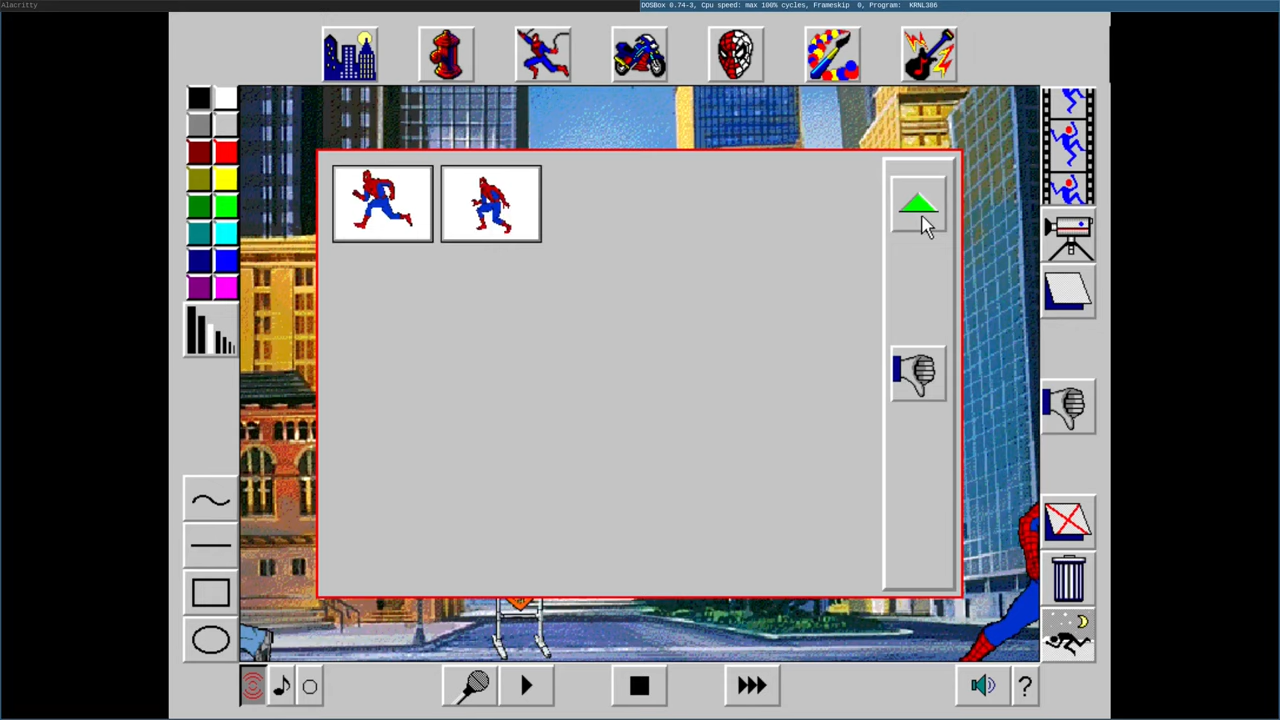 Alacritty
DOSBox 0.74-3, Cpu speed: max 100% cycles, Frameskip 0, Program: KRNL386
?